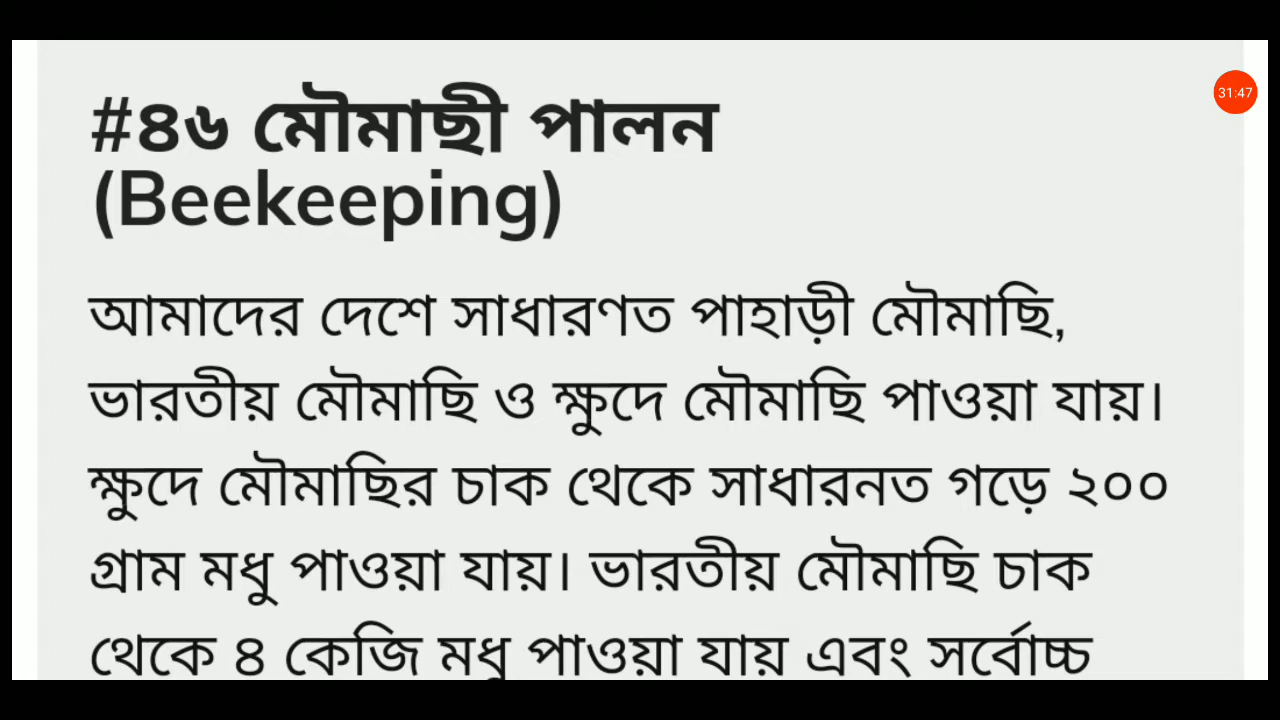 #৪৬ মৌমাছী পালন
(Beekeeping)
31:47
আমাদের দেশে সাধারণত পাহাড়ী মৌমাছি,
ভারতীয় মৌমাছি ও ক্ষুদে মৌমাছি পাওয়া যায়।
ক্ষুদে মৌমাছির চাক থেকে সাধারনত গড়ে ২০০
গ্রাম মধু পাওয়া যায়। ভারতীয় মৌমাছি চাক
থেকে ৪ কেজি মধু পাওয়া যায় এবং সর্বোচ্চ